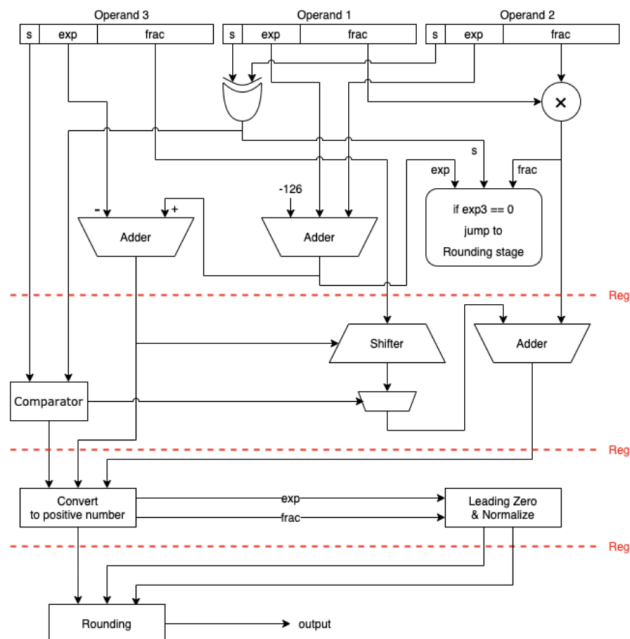 Operand 3
Operand 1
Operand 2
s exp frac
s exp frac
s exp frac
×
s
exp
frac
-126
- +
Adder
Adder
if exp3 == 0
jump to
Rounding stage
Reg
Shifter
Adder
Comparator
Reg
Convert
to positive number
exp
frac
Leading Zero
& Normalize
Reg
Rounding
output